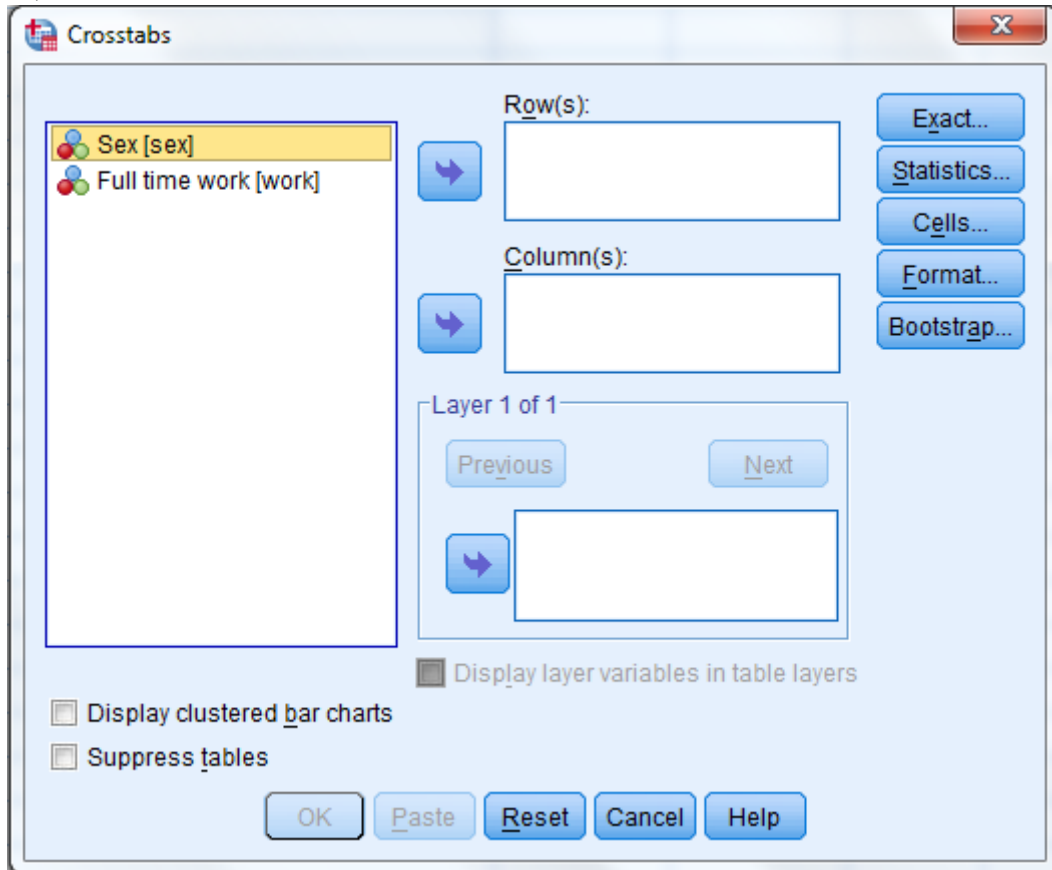 Crosstabs
Sex [sex]
Full time work [work]
Row(s):
Column(s):
Layer 1 of 1
Previous
Next
Display layer variables in table layers
Exact...
Statistics...
Cells...
Format...
Bootstrap...
Display clustered bar charts
Suppress tables
OK Paste Reset Cancel Help